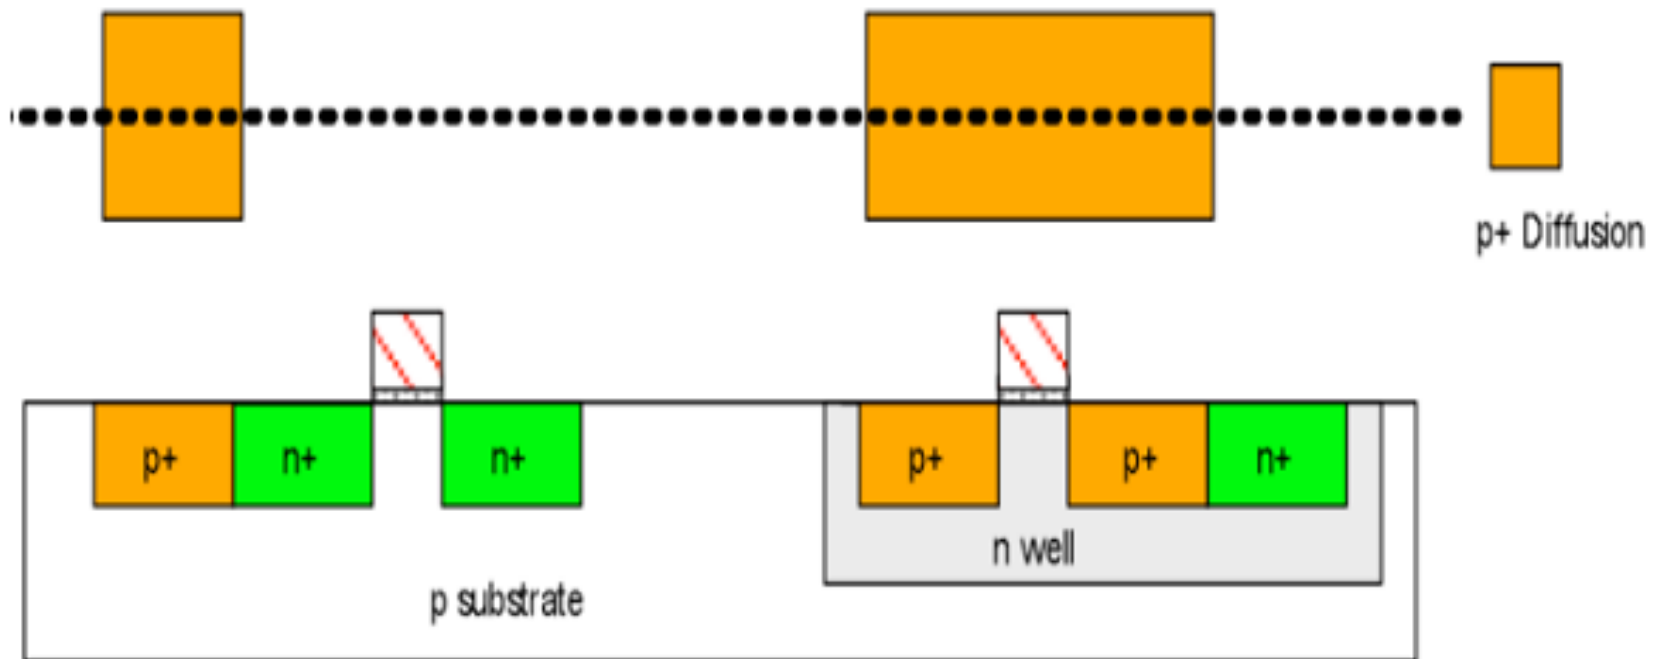 p+ Diffusion
p+ n+ n+ p+ p+ n+
n well
p substrate